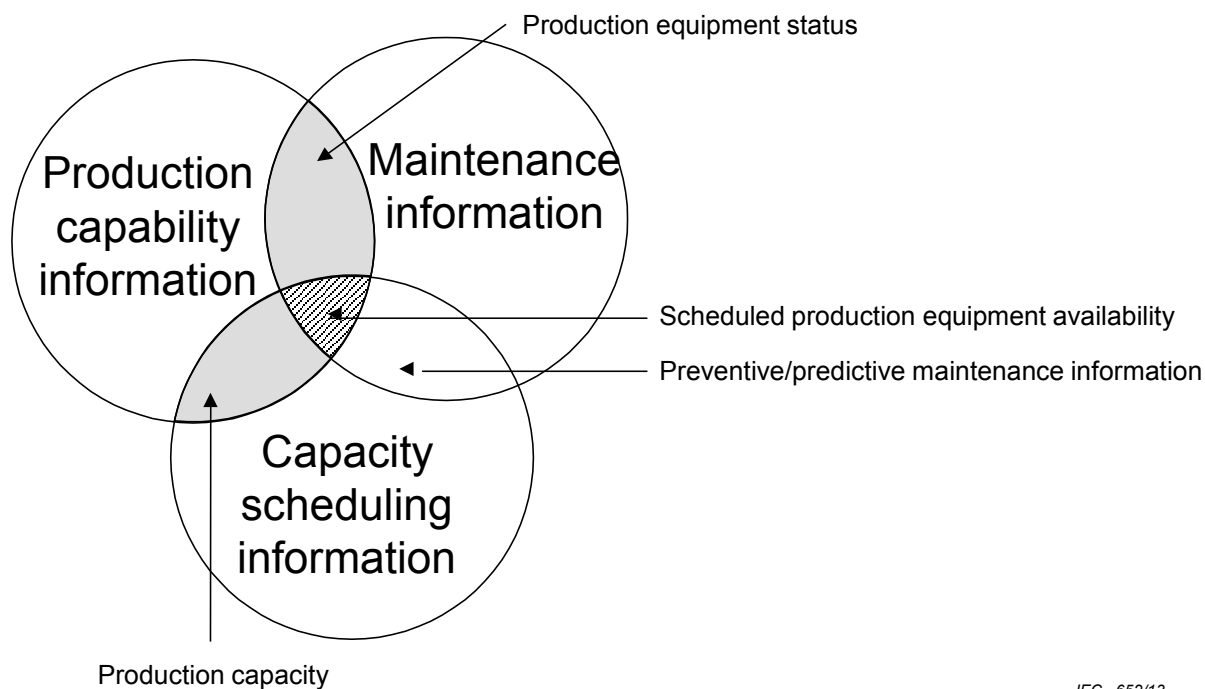 Production equipment status
Production
capability
information
Maintenance
information
Scheduled production equipment availability
Preventive/predictive maintenance information
Capacity
scheduling
information
Production capacity